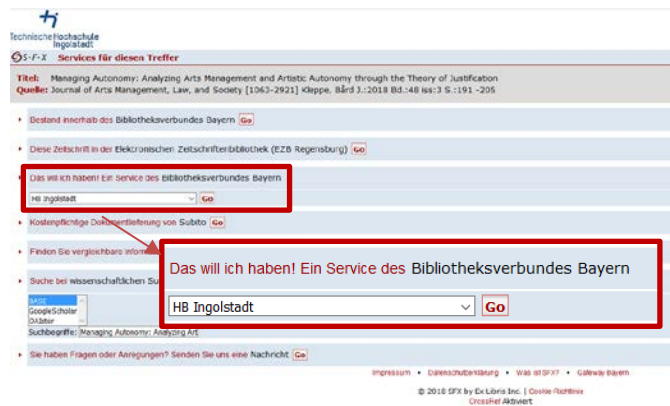 Technische Hochschule
Ingolstadt
S·F·X Services für diesen Treffer
Titel: Managing Autonomy: Analyzing Arts Management and Artistic Autonomy through the Theory of Justification
Quelle: Journal of Arts Management, Law, and Society [1063-2921] Kleppe, Bård J.:2018 Bd.:48 iss:3 S.:191 -205
Bestand innerhalb des Bibliotheksverbundes Bayern Go
Diese Zeitschrift in der Elektronischen Zeitschriftenbibliothek (EZB Regensburg) Go
Das will ich haben! Ein Service des Bibliotheksverbundes Bayern
HB Ingolstadt Go
Kostenpflichtige Dokumentlieferung von Subito Go
Finden Sie vergleichbare
Das will ich haben! Ein Service des Bibliotheksverbundes Bayern
HB Ingolstadt Go
Suche bei wissenschaftlichen Su
BASE
GoogleScholar
OAIster
Suchbegriffe: Managing Autonomy: Analyzing Art
Sie haben Fragen oder Anregungen? Senden Sie uns eine Nachricht Go
Impressum • Datenschutzerklärung • Was ist SFX? • Gateway Bayern
© 2018 SFX by Ex Libris Inc. | Cookie-Richtlinie
CrossRef Aktiviert